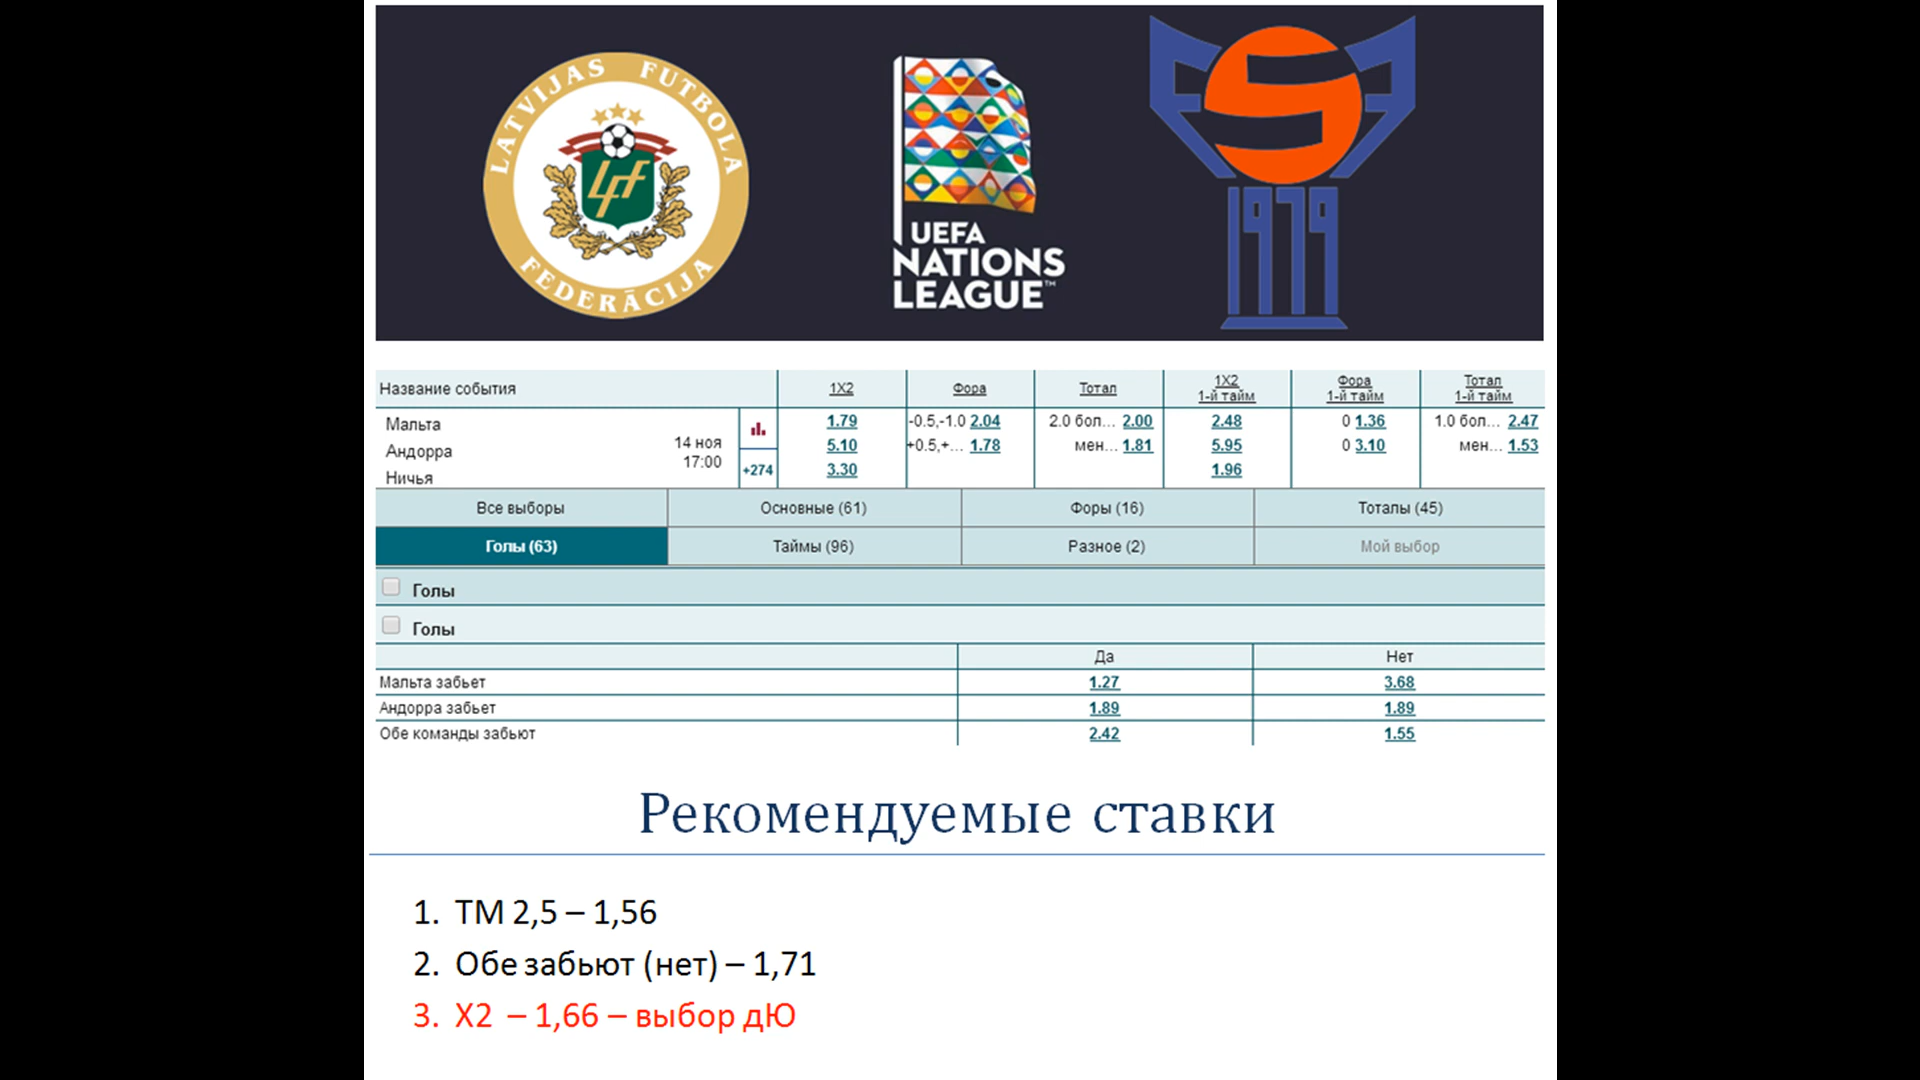 LATVIJAS FUTBOLA
FEDERĀCIJA
Lff
UEFA
NATIONS
LEAGUE™
FSF
1979
Название события 1X2 Фора Тотал 1X2 1-й тайм Фора 1-й тайм Тотал 1-й тайм
Мальта 1.79 -0.5,-1.0 2.04 2.0 бол... 2.00 2.48 0 1.36 1.0 бол... 2.47
Андорра 14 ноя 17:00 +274 5.10 +0.5,+... 1.78 мен... 1.81 5.95 0 3.10 мен... 1.53
Ничья 3.30 1.96
Все выборы Основные (61) Форы (16) Тоталы (45)
Голы (63) Таймы (96) Разное (2) Мой выбор
Голы
Голы
Да Нет
Мальта забьет 1.27 3.68
Андорра забьет 1.89 1.89
Обе команды забьют 2.42 1.55
Рекомендуемые ставки
1. ТМ 2,5 – 1,56
2. Обе забьют (нет) – 1,71
3. Х2 – 1,66 – выбор дЮ